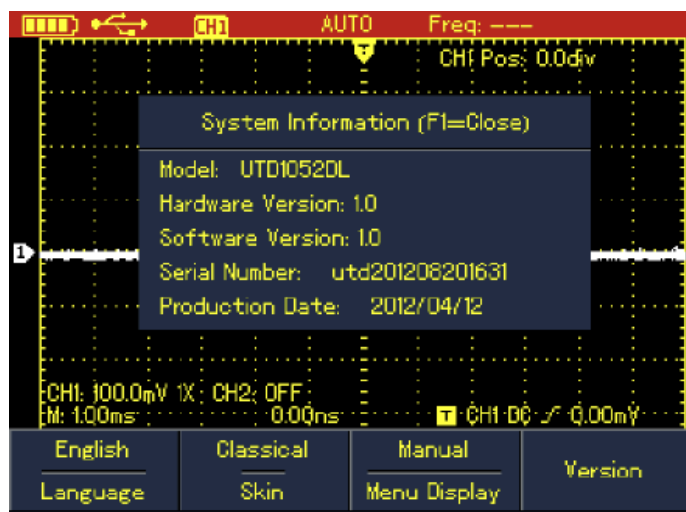 CH1 AUTO Freq: ---
T CH1 Pos: 0.0div
System Information (F1=Close)
Model: UTD1052DL
Hardware Version: 1.0
Software Version: 1.0
1
Serial Number: utd201208201631
Production Date: 2012/04/12
CH1: 100.0mV 1X CH2: OFF
M: 1.00ms 0.00ns T CH1 DC 0.00mV
English Classical Manual Version
Language Skin Menu Display